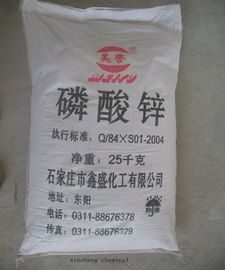 英誉
磷酸锌
执行标准：Q/84×S01-2004
净重：25千克
石家庄市鑫盛化工有限公司
地址：东阳
电话：0311-88676378
传真：0311-88676379
xinsheng chemical